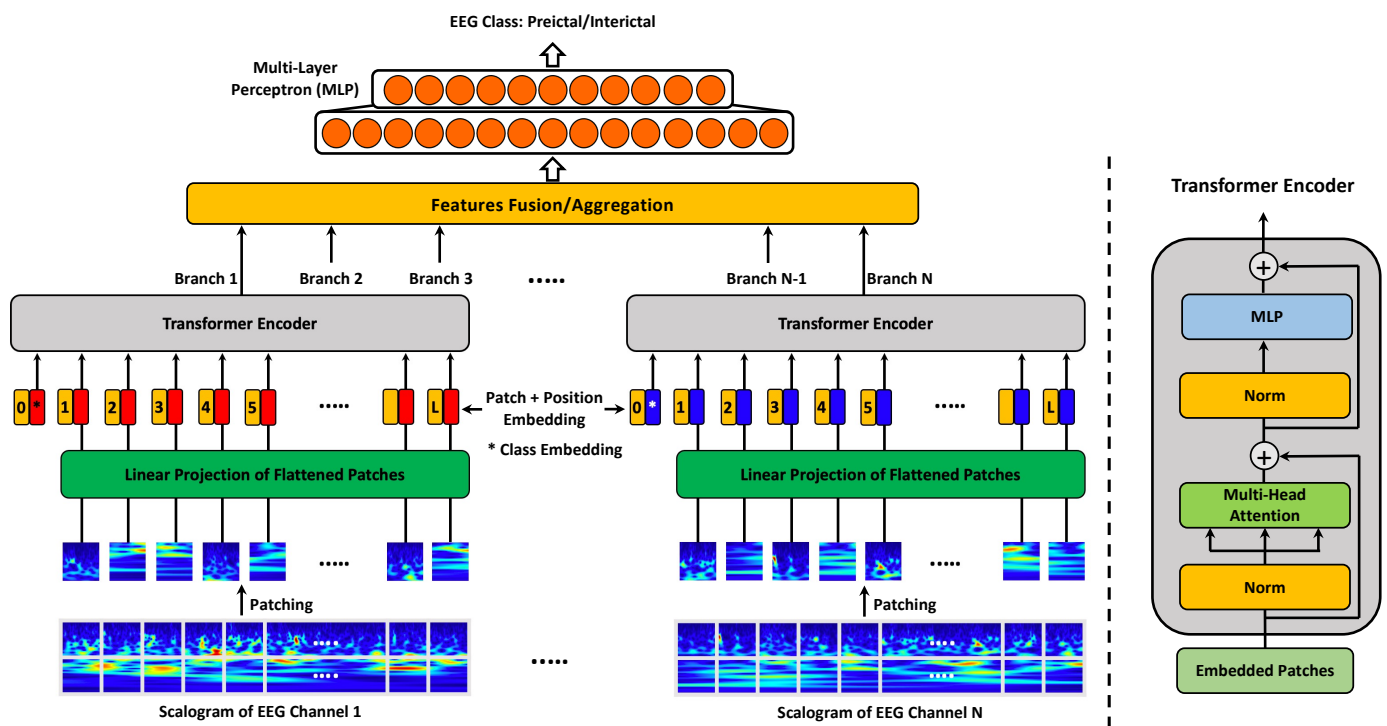 EEG Class: Preictal/Interictal
Multi-Layer
Perceptron (MLP)
Features Fusion/Aggregation
Branch 1
Branch 2
Branch 3
.....
Branch N-1
Branch N
Transformer Encoder
Transformer Encoder
0 * 1 2 3 4 5 ..... L
Patch + Position
Embedding
0 * 1 2 3 4 5 ..... L
* Class Embedding
Linear Projection of Flattened Patches
Linear Projection of Flattened Patches
.....
.....
Patching
Patching
....
....
.....
....
....
Scalogram of EEG Channel 1
Scalogram of EEG Channel N
Transformer Encoder
+
MLP
Norm
+
Multi-Head
Attention
Norm
Embedded Patches